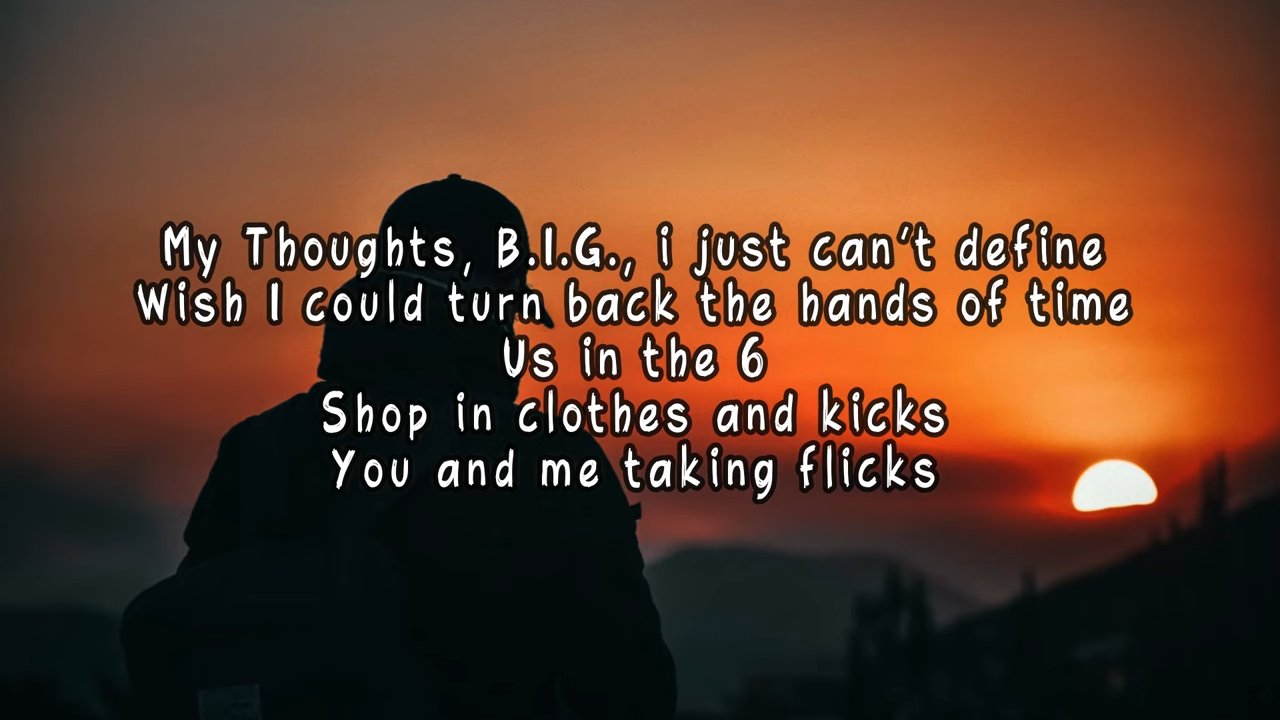 My Thoughts, B.I.G., i just can't define
Wish I could turn back the hands of time
Us in the 6
Shop in clothes and kicks
You and me taking flicks